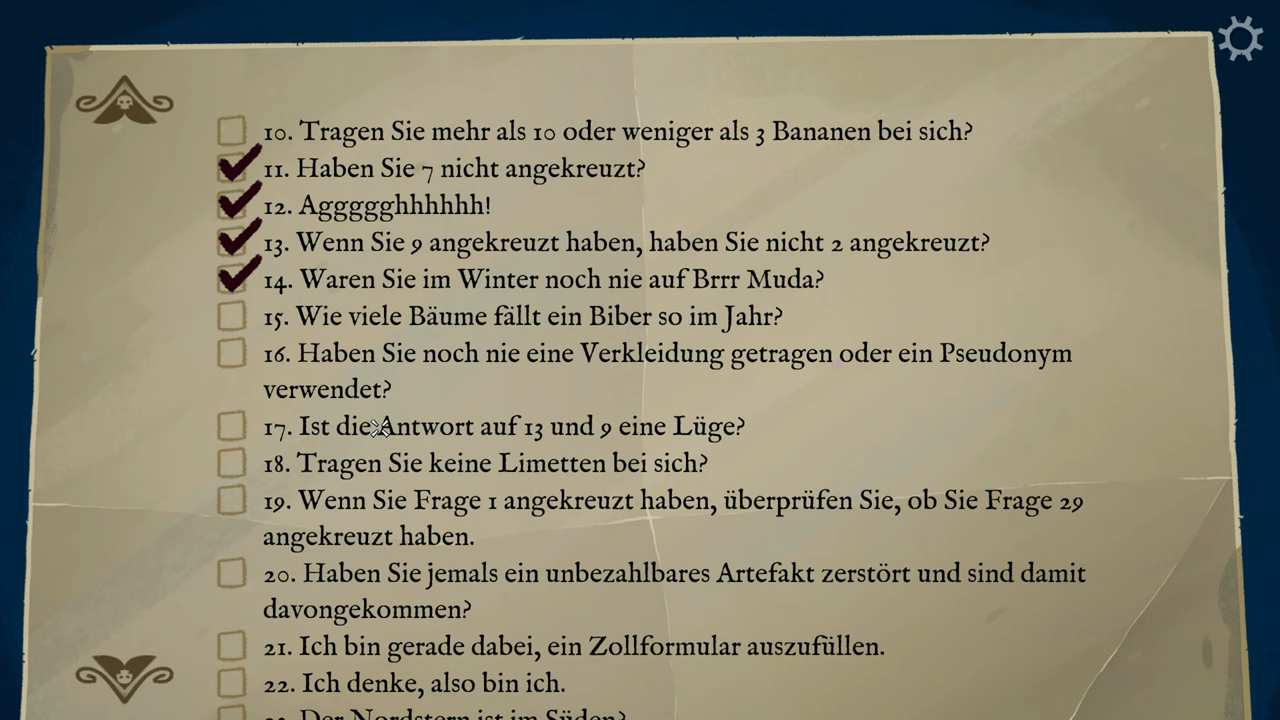 10. Tragen Sie mehr als 10 oder weniger als 3 Bananen bei sich?
11. Haben Sie 7 nicht angekreuzt?
12. Agggggghhhhhh!
13. Wenn Sie 9 angekreuzt haben, haben Sie nicht 2 angekreuzt?
14. Waren Sie im Winter noch nie auf Brrr Muda?
15. Wie viele Bäume fällt ein Biber so im Jahr?
16. Haben Sie noch nie eine Verkleidung getragen oder ein Pseudonym
verwendet?
17. Ist die Antwort auf 13 und 9 eine Lüge?
18. Tragen Sie keine Limetten bei sich?
19. Wenn Sie Frage 1 angekreuzt haben, überprüfen Sie, ob Sie Frage 29
angekreuzt haben.
20. Haben Sie jemals ein unbezahlbares Artefakt zerstört und sind damit
davongekommen?
21. Ich bin gerade dabei, ein Zollformular auszufüllen.
22. Ich denke, also bin ich.
23. Der Nordstern ist im Süden?